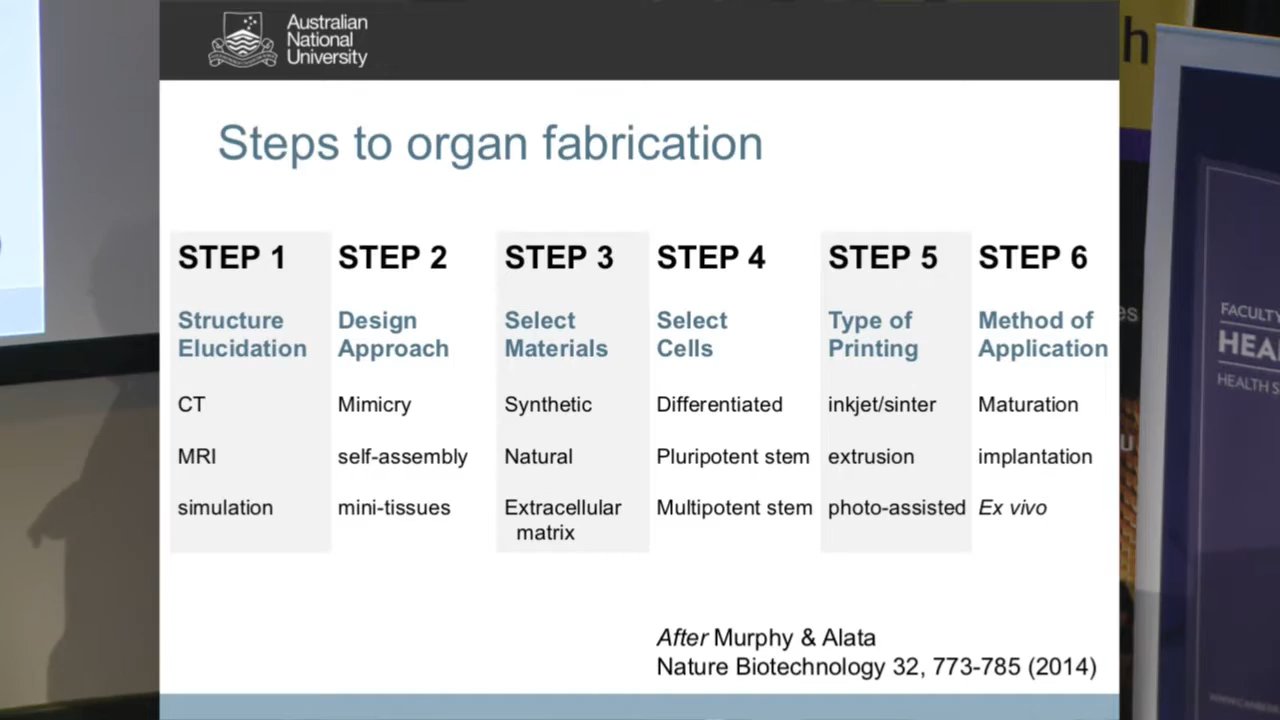 Australian
National
University
Steps to organ fabrication
STEP 1
Structure
Elucidation
CT
MRI
simulation
STEP 2
Design
Approach
Mimicry
self-assembly
mini-tissues
STEP 3
Select
Materials
Synthetic
Natural
Extracellular
matrix
STEP 4
Select
Cells
Differentiated
Pluripotent stem
Multipotent stem
STEP 5
Type of
Printing
inkjet/sinter
extrusion
photo-assisted
STEP 6
Method of
Application
Maturation
implantation
Ex vivo
After Murphy & Alata
Nature Biotechnology 32, 773-785 (2014)
FACULTY
HEA
HEALTH S